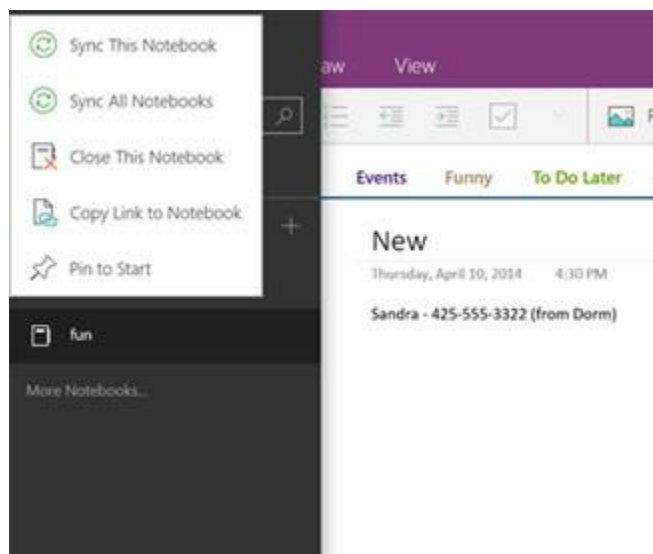 Sync This Notebook
Sync All Notebooks
Close This Notebook
Copy Link to Notebook
Pin to Start
fun
More Notebooks...
aw View
Events Funny To Do Later
New
Thursday, April 10, 2014 4:30 PM
Sandra - 425-555-3322 (from Dorm)